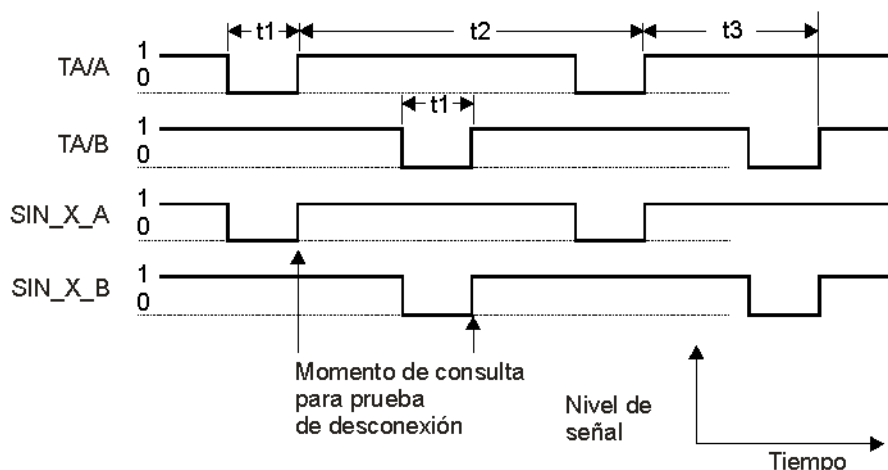 t1 t2 t3
TA/A 1
0
t1
TA/B 1
0
SIN_X_A 1
0
SIN_X_B 1
0
Momento de consulta
para prueba
de desconexión
Nivel de
señal
Tiempo